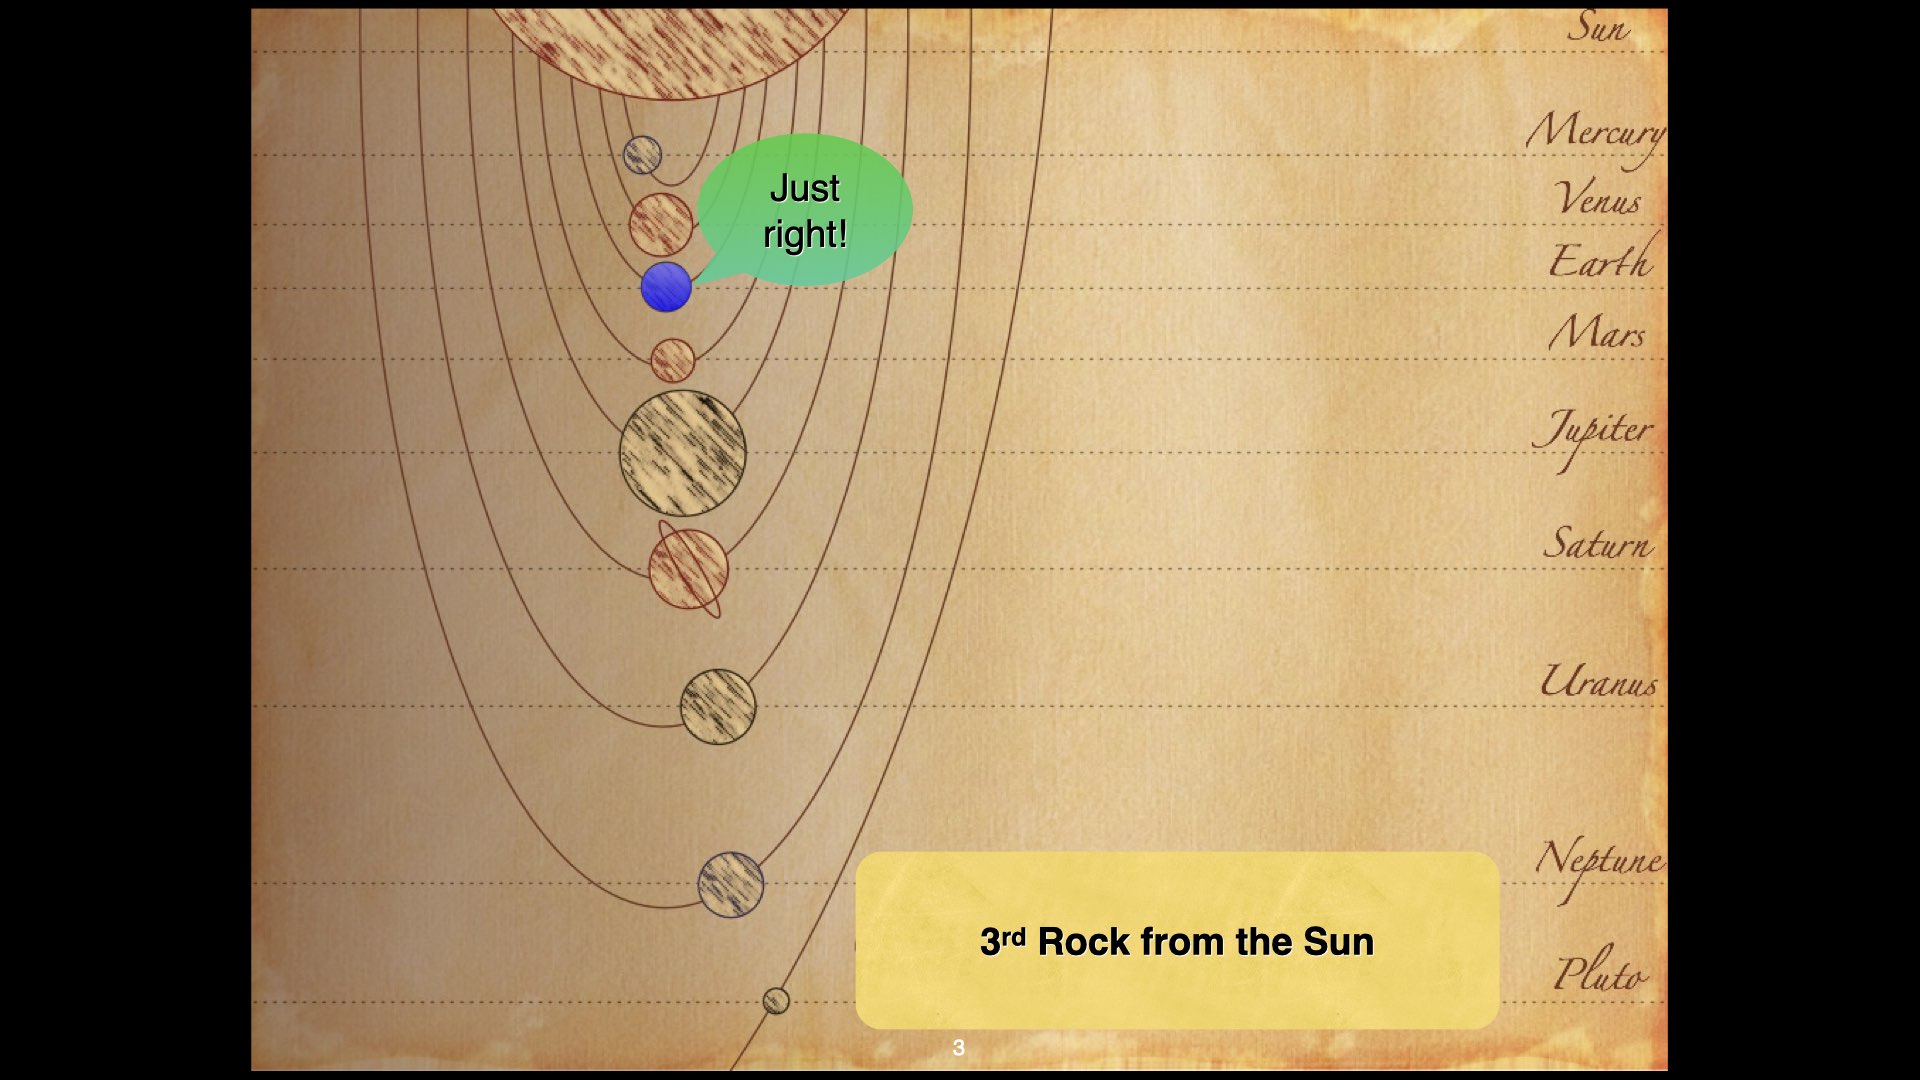 Sun
Mercury
Venus
Just
right!
Earth
Mars
Jupiter
Saturn
Uranus
Neptune
3rd Rock from the Sun
Pluto
3